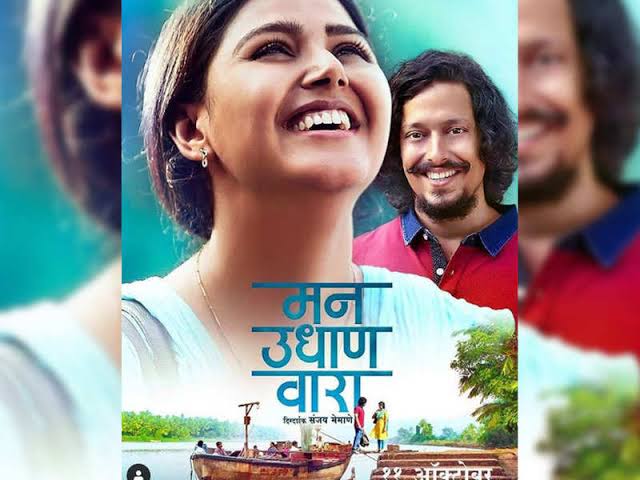 मन
उधाण
वारा
दिग्दर्शक संजय मेमाणे
११ ऑक्टोबर